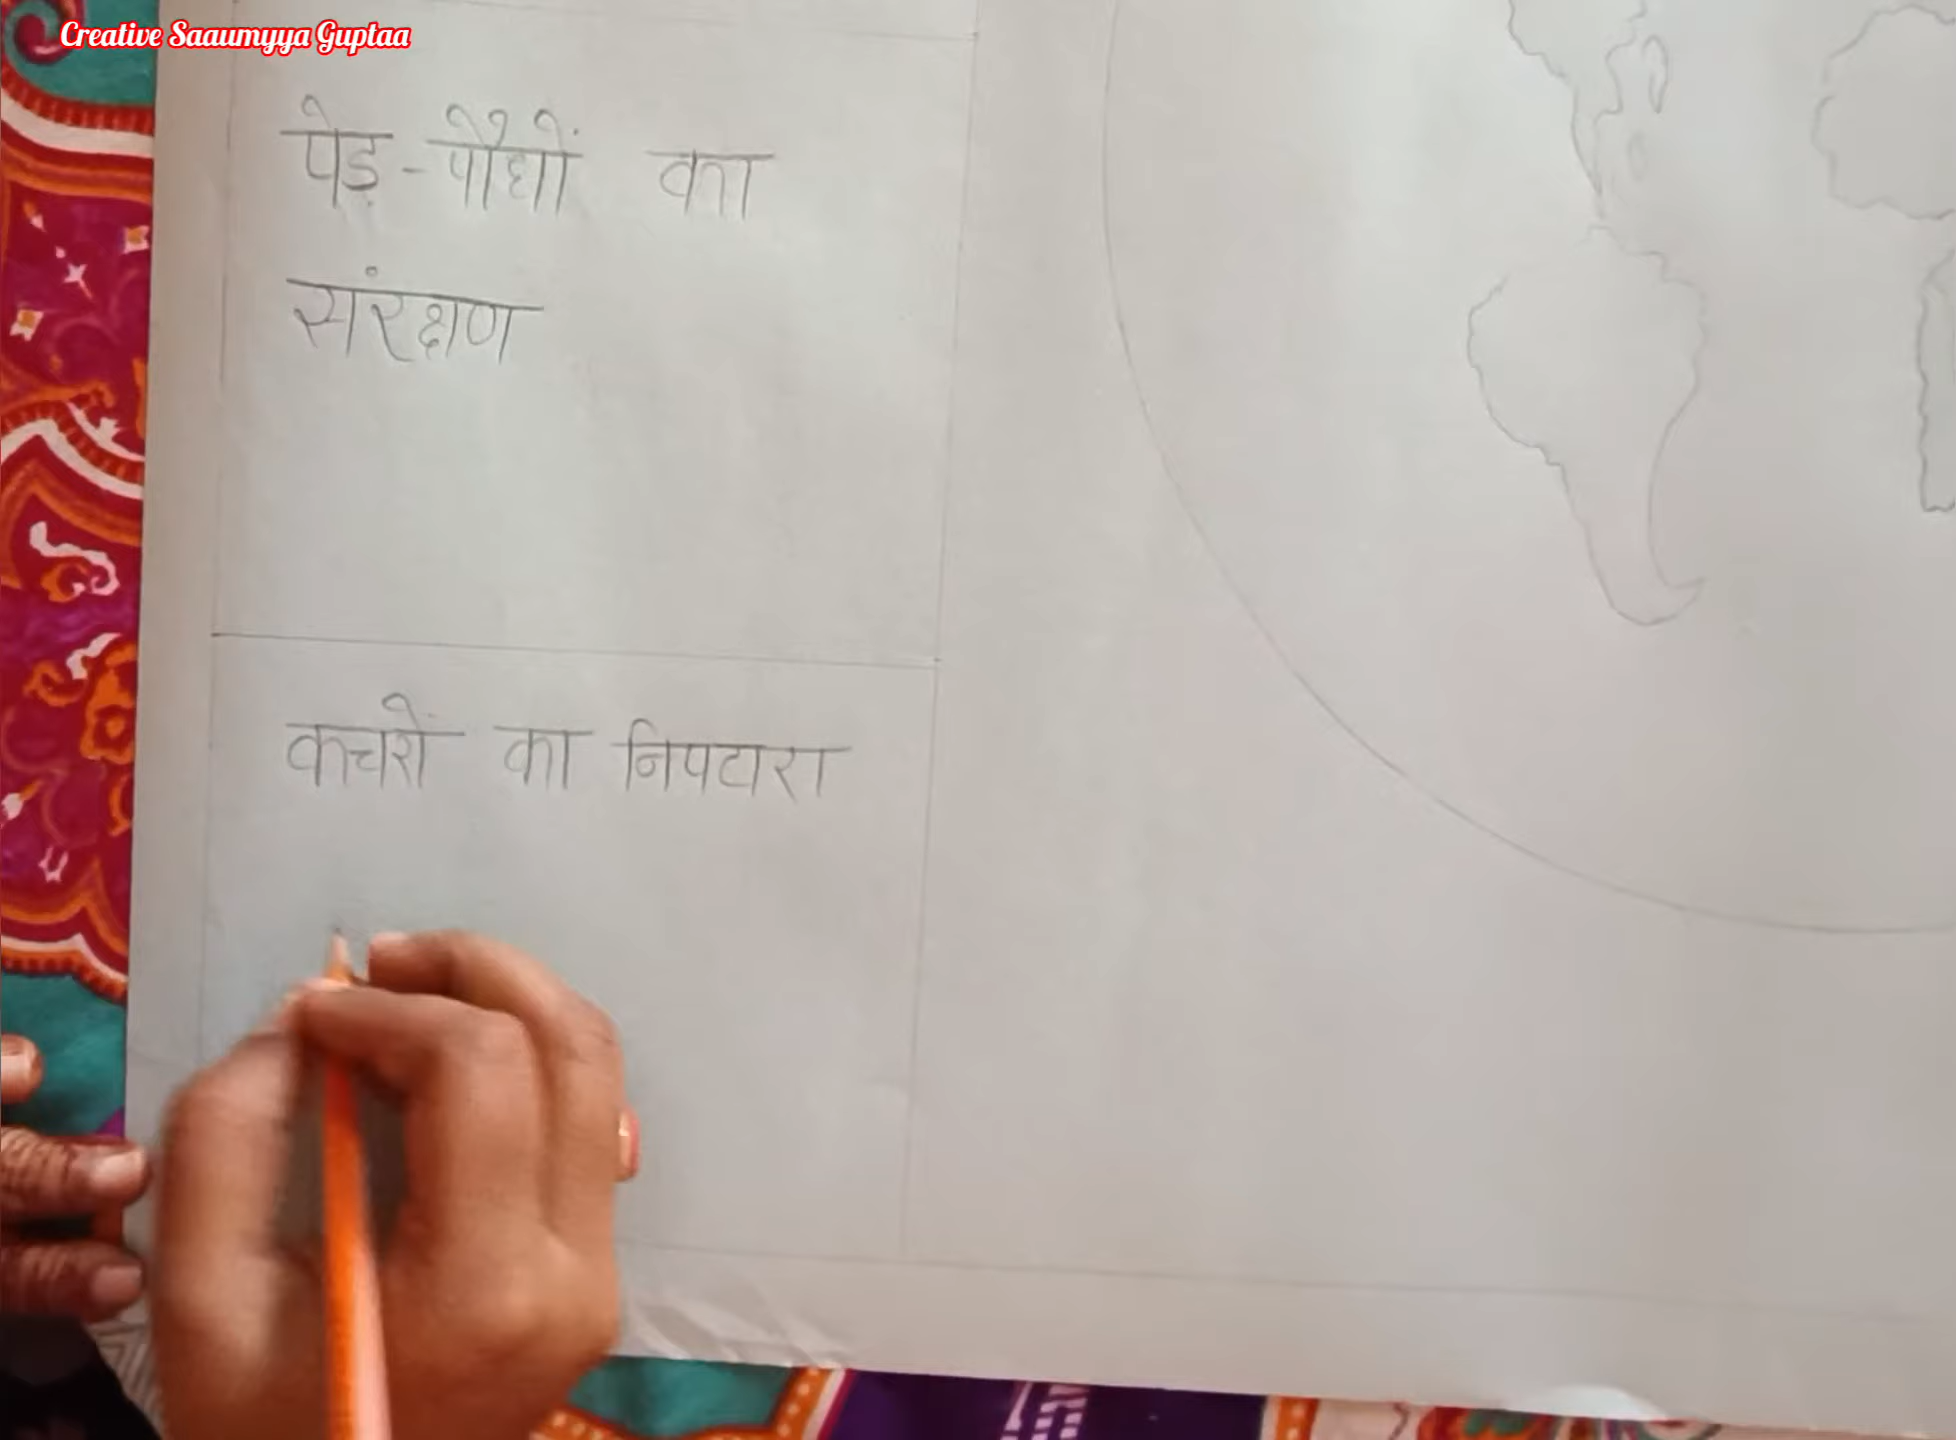 Creative Saaumyya Guptaa
पेड़-पौधों का
संरक्षण
कचरों का निपटारा